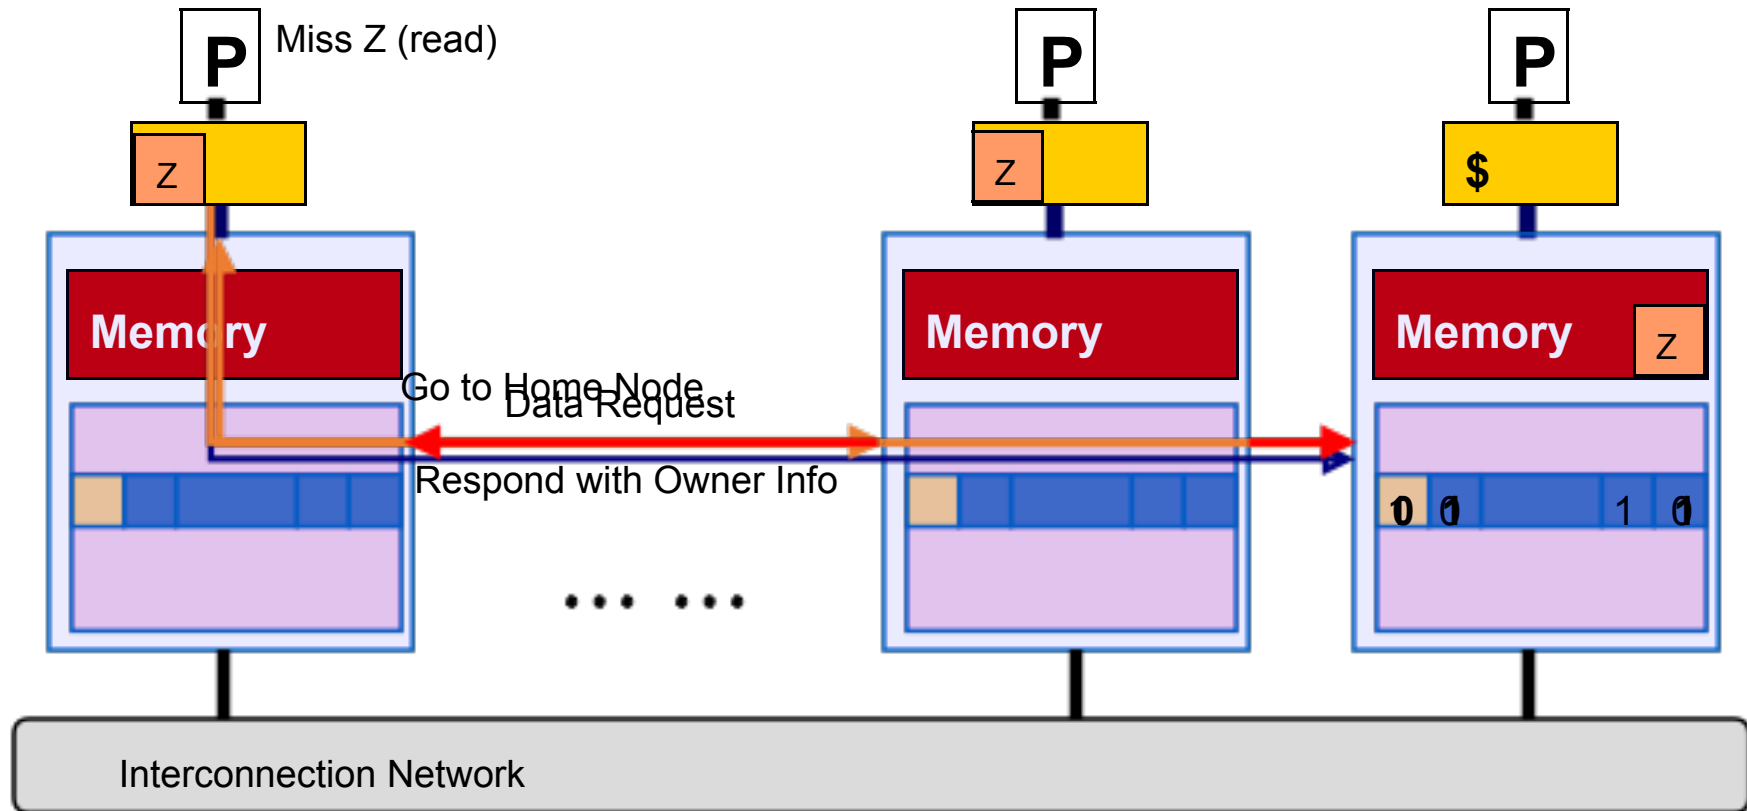 P Miss Z (read) P P
Z Z $
Memory Memory Memory Z
Go to Home Node
Data Request
Respond with Owner Info
1 
Interconnection Network